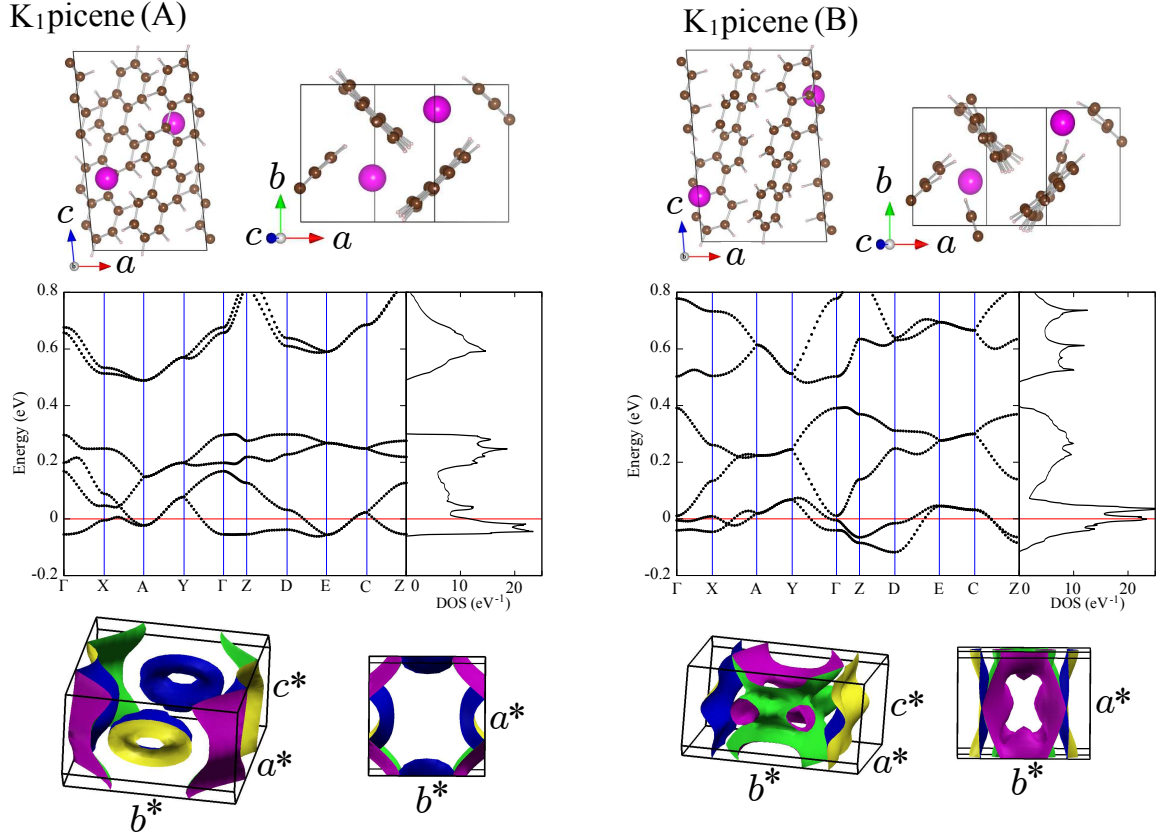 K₁picene (A)
K₁picene (B)
c
a
b
b
c
a
c
a
b
b
c
a
Energy (eV)
0.8
0.6
0.4
0.2
0
-0.2
Γ X A Y Γ Z D E C Z
0 10 20
DOS (eV⁻¹)
Energy (eV)
0.8
0.6
0.4
0.2
0
-0.2
Γ X A Y Γ Z D E C Z
0 10 20
DOS (eV⁻¹)
c*
a*
b*
a*
b*
c*
a*
b*
a*
b*